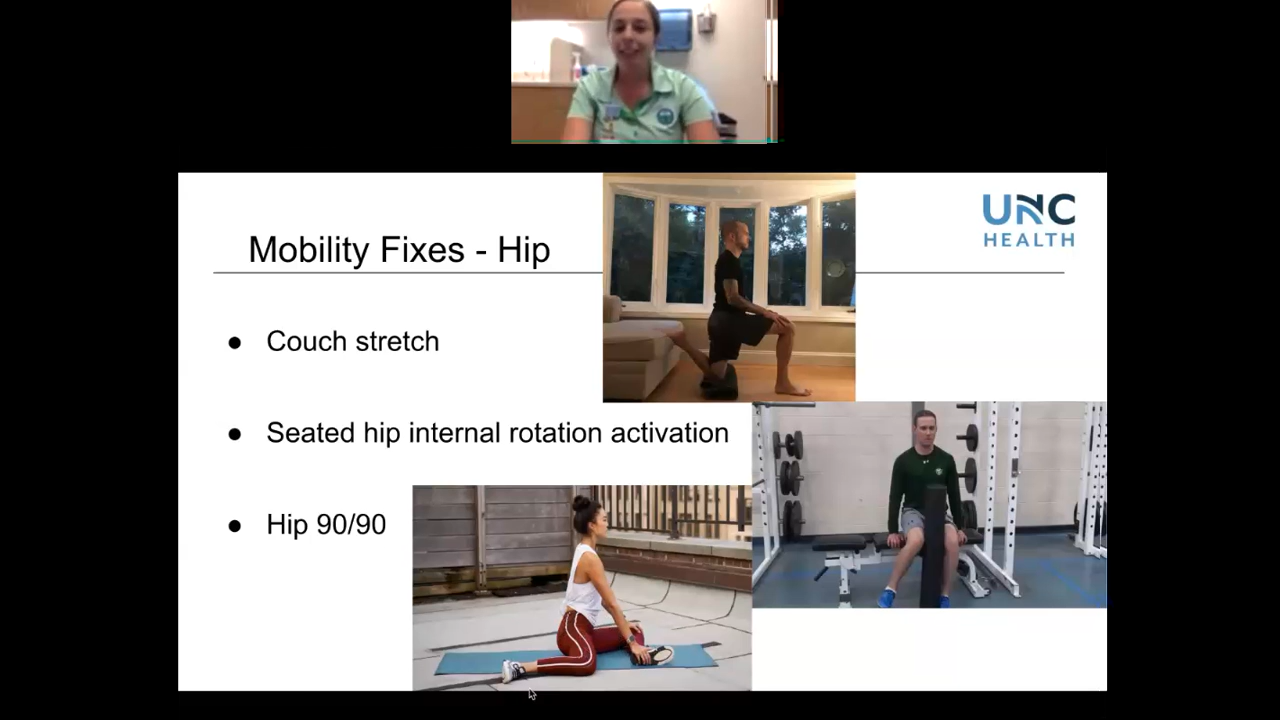 UNC
HEALTH
Mobility Fixes - Hip
● Couch stretch
● Seated hip internal rotation activation
● Hip 90/90